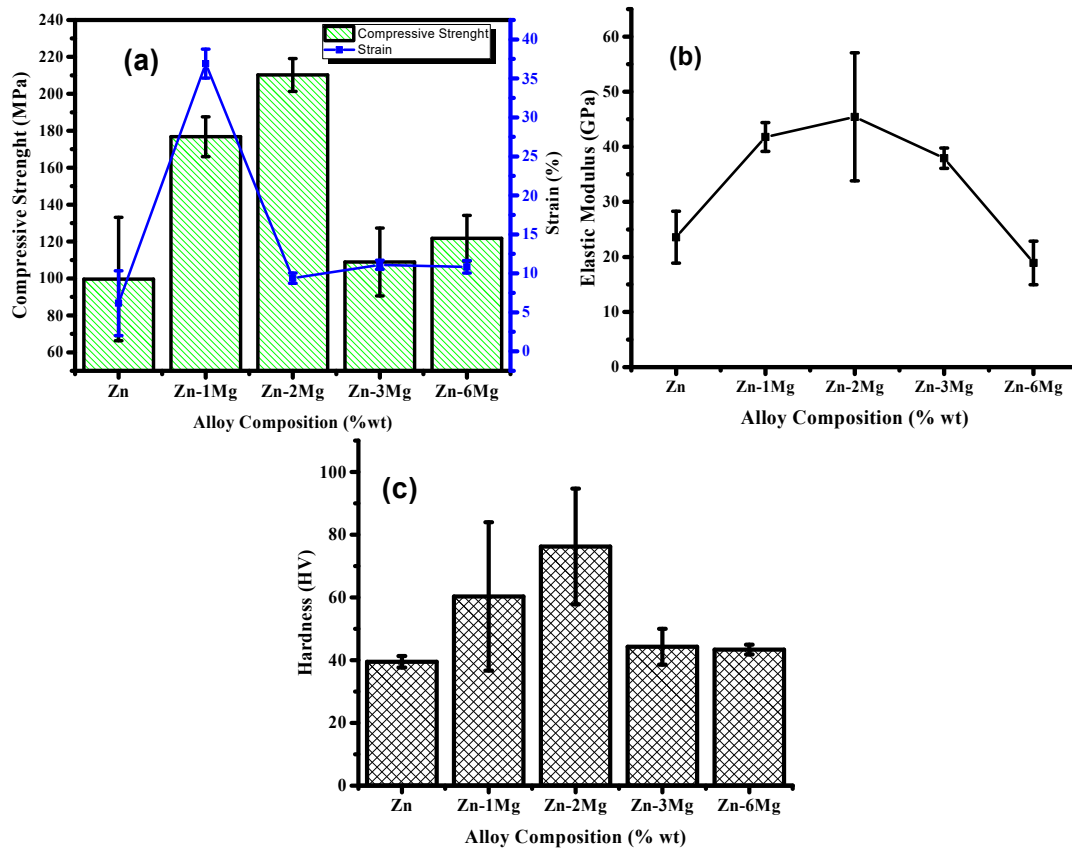 (a)
Compressive Strenght
Strain
Compressive Strenght (MPa)
240
220
200
180
160
140
120
100
80
60
40
35
30
25
20
15
10
5
0
Strain (%)
Zn Zn-1Mg Zn-2Mg Zn-3Mg Zn-6Mg
Alloy Composition (%wt)
(b)
Elastic Modulus (GPa)
60
50
40
30
20
10
0
Zn Zn-1Mg Zn-2Mg Zn-3Mg Zn-6Mg
Alloy Composition (% wt)
(c)
Hardness (HV)
100
80
60
40
20
0
Zn Zn-1Mg Zn-2Mg Zn-3Mg Zn-6Mg
Alloy Composition (% wt)